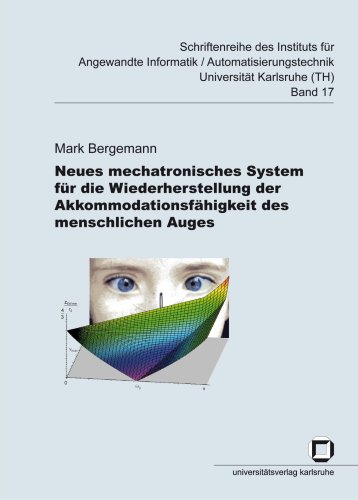 Schriftenreihe des Instituts für
Angewandte Informatik / Automatisierungstechnik
Universität Karlsruhe (TH)
Band 17
Mark Bergemann
Neues mechatronisches System
für die Wiederherstellung der
Akkommodationsfähigkeit des
menschlichen Auges
0
universitätsverlag karlsruhe